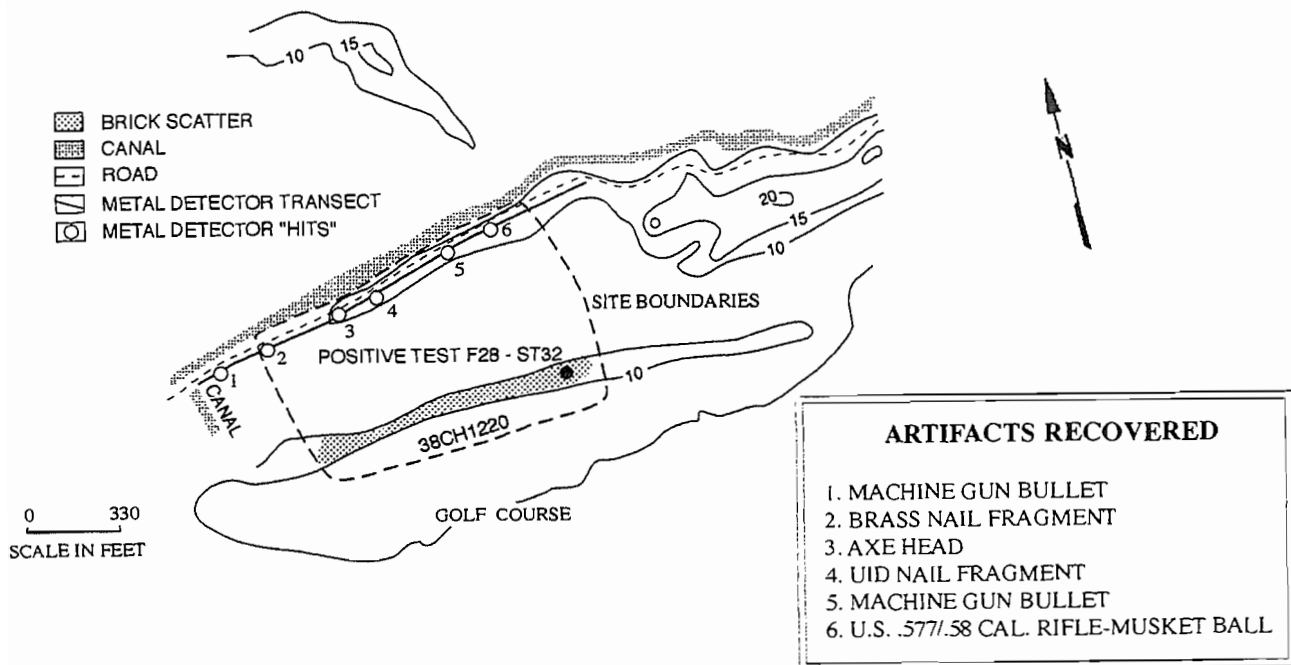 10
15
BRICK SCATTER
CANAL
ROAD
METAL DETECTOR TRANSECT
METAL DETECTOR "HITS"
N
20
15
10
6
5
4
3
2
1
SITE BOUNDARIES
POSITIVE TEST F28 - ST32
10
CANAL
38CH1220
GOLF COURSE
0 330
SCALE IN FEET
ARTIFACTS RECOVERED
1. MACHINE GUN BULLET
2. BRASS NAIL FRAGMENT
3. AXE HEAD
4. UID NAIL FRAGMENT
5. MACHINE GUN BULLET
6. U.S. .577/.58 CAL. RIFLE-MUSKET BALL